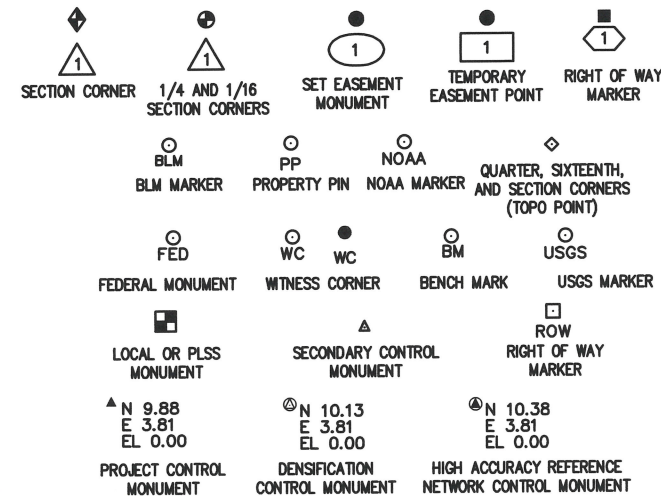 1 1 1 1 1
SECTION CORNER 1/4 AND 1/16 SECTION CORNERS SET EASEMENT MONUMENT TEMPORARY EASEMENT POINT RIGHT OF WAY MARKER
BLM PP NOAA
BLM MARKER PROPERTY PIN NOAA MARKER QUARTER, SIXTEENTH, AND SECTION CORNERS (TOPO POINT)
FED WC WC BM USGS
FEDERAL MONUMENT WITNESS CORNER BENCH MARK USGS MARKER
ROW
LOCAL OR PLSS MONUMENT SECONDARY CONTROL MONUMENT RIGHT OF WAY MARKER
N 9.88 N 10.13 N 10.38
E 3.81 E 3.81 E 3.81
EL 0.00 EL 0.00 EL 0.00
PROJECT CONTROL DENSIFICATION HIGH ACCURACY REFERENCE
MONUMENT CONTROL MONUMENT NETWORK CONTROL MONUMENT